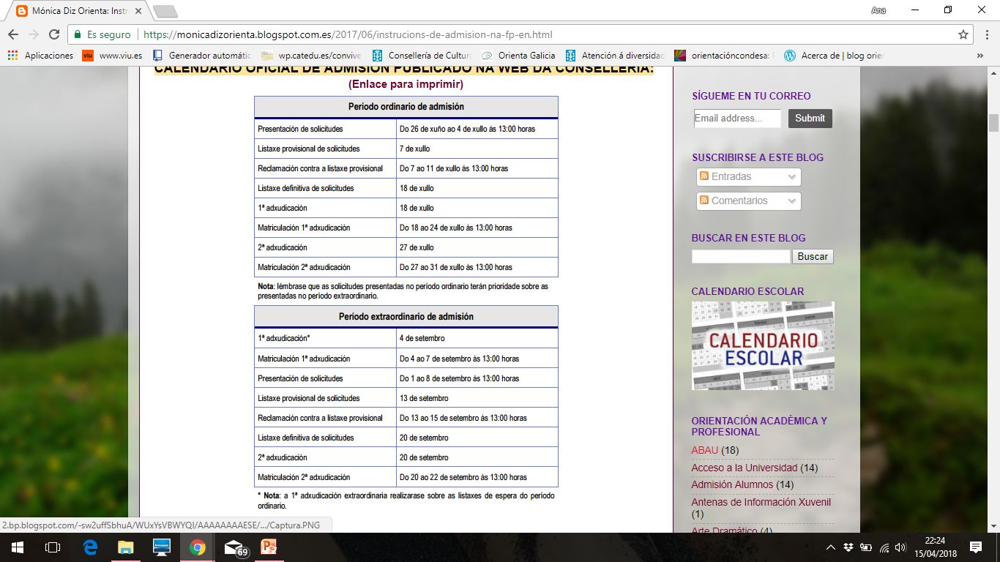 Mónica Diz Orienta: Instr
Ana
Es seguro
https://monicadizorienta.blogspot.com.es/2017/06/instrucions-de-admision-na-fp-en.html
Aplicaciones
www.viu.es
Generador automátic
wp.catedu.es/convive
Consellería de Cultura
Orienta Galicia
Atención á diversidad
orientacióncondesa:
Acerca de | blog orien
»
CALENDARIO OFICIAL DE ADMISIÓN PUBLICADO NA WEB DA CONSELLERÍA:
(Enlace para imprimir)
Período ordinario de admisión
Presentación de solicitudes Do 26 de xuño ao 4 de xullo ás 13:00 horas
Listaxe provisional de solicitudes 7 de xullo
Reclamación contra a listaxe provisional Do 7 ao 11 de xullo ás 13:00 horas
Listaxe definitiva de solicitudes 18 de xullo
1ª adxudicación 18 de xullo
Matriculación 1ª adxudicación Do 18 ao 24 de xullo ás 13:00 horas
2ª adxudicación 27 de xullo
Matriculación 2ª adxudicación Do 27 ao 31 de xullo ás 13:00 horas
Nota: lémbrase que as solicitudes presentadas no período ordinario terán prioridade sobre as
presentadas no período extraordinario.
Período extraordinario de admisión
1ª adxudicación* 4 de setembro
Matriculación 1ª adxudicación Do 4 ao 7 de setembro ás 13:00 horas
Presentación de solicitudes Do 1 ao 8 de setembro ás 13:00 horas
Listaxe provisional de solicitudes 13 de setembro
Reclamación contra a listaxe provisional Do 13 ao 15 de setembro ás 13:00 horas
Listaxe definitiva de solicitudes 20 de setembro
2ª adxudicación 20 de setembro
Matriculación 2ª adxudicación Do 20 ao 22 de setembro ás 13:00 horas
* Nota: a 1ª adxudicación extraordinaria realizarase sobre as listaxes de espera do período
ordinario.
SÍGUEME EN TU CORREO
Email address... Submit
SUSCRIBIRSE A ESTE BLOG
Entradas
Comentarios
BUSCAR EN ESTE BLOG
Buscar
CALENDARIO ESCOLAR
CALENDARIO
ESCOLAR
ORIENTACIÓN ACADÉMICA Y
PROFESIONAL
ABAU (18)
Acceso a la Universidad (14)
Admisión Alumnos (14)
Antenas de Información Xuvenil
(1)
Arte Dramático (4)
2.bp.blogspot.com/-sw2uffSbhuA/WUxYsVBWYQI/AAAAAAAAESE/.../Captura.PNG
69
22:24
15/04/2018